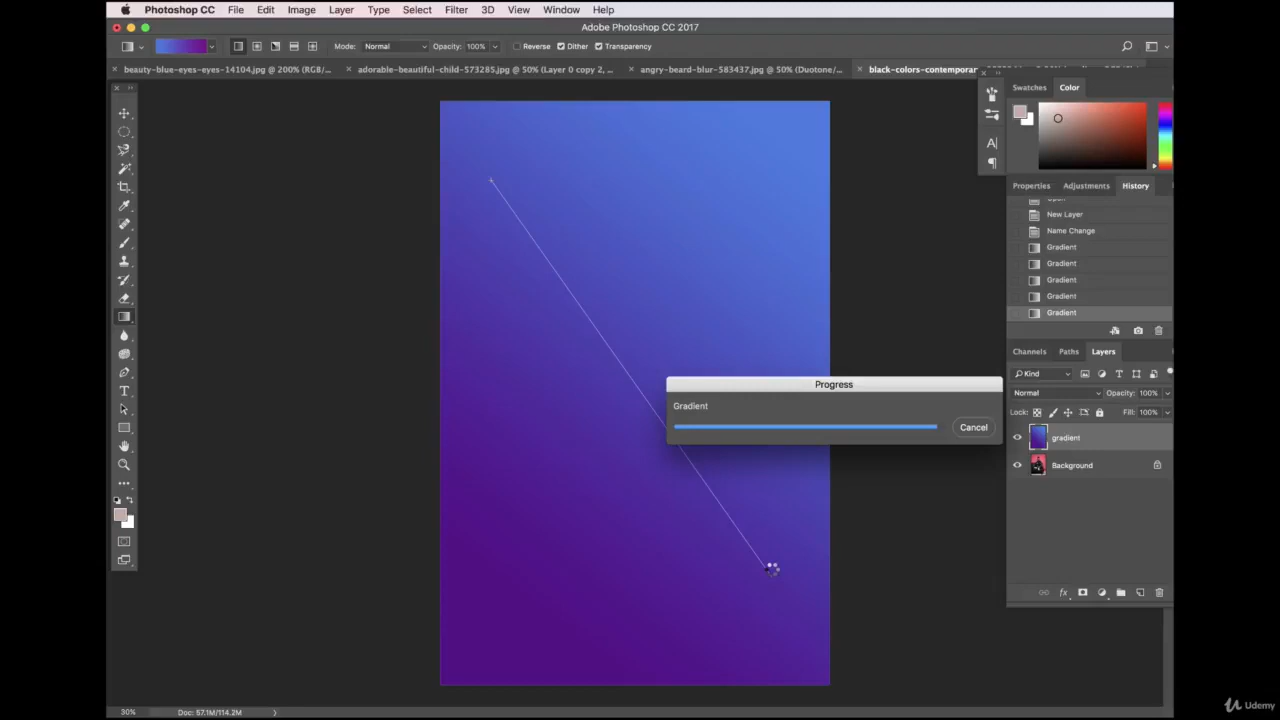 Photoshop CC File Edit Image Layer Type Select Filter 3D View Window Help
Adobe Photoshop CC 2017
Mode: Normal Opacity: 100% Reverse Dither Transparency
beauty-blue-eyes-eyes-14104.jpg @ 200% (RGB/... adorable-beautiful-child-573285.jpg @ 50% (Layer 0 copy 2, ... angry-beard-blur-583437.jpg @ 50% (Duotone/... black-colors-contemporar
Swatches Color
Properties Adjustments History
New Layer
Name Change
Gradient
Gradient
Gradient
Gradient
Gradient
Channels Paths Layers
Kind
Normal Opacity: 100%
Lock: Fill: 100%
gradient
Background
Progress
Gradient
Cancel
30% Doc: 57.1M/114.2M
Udemy